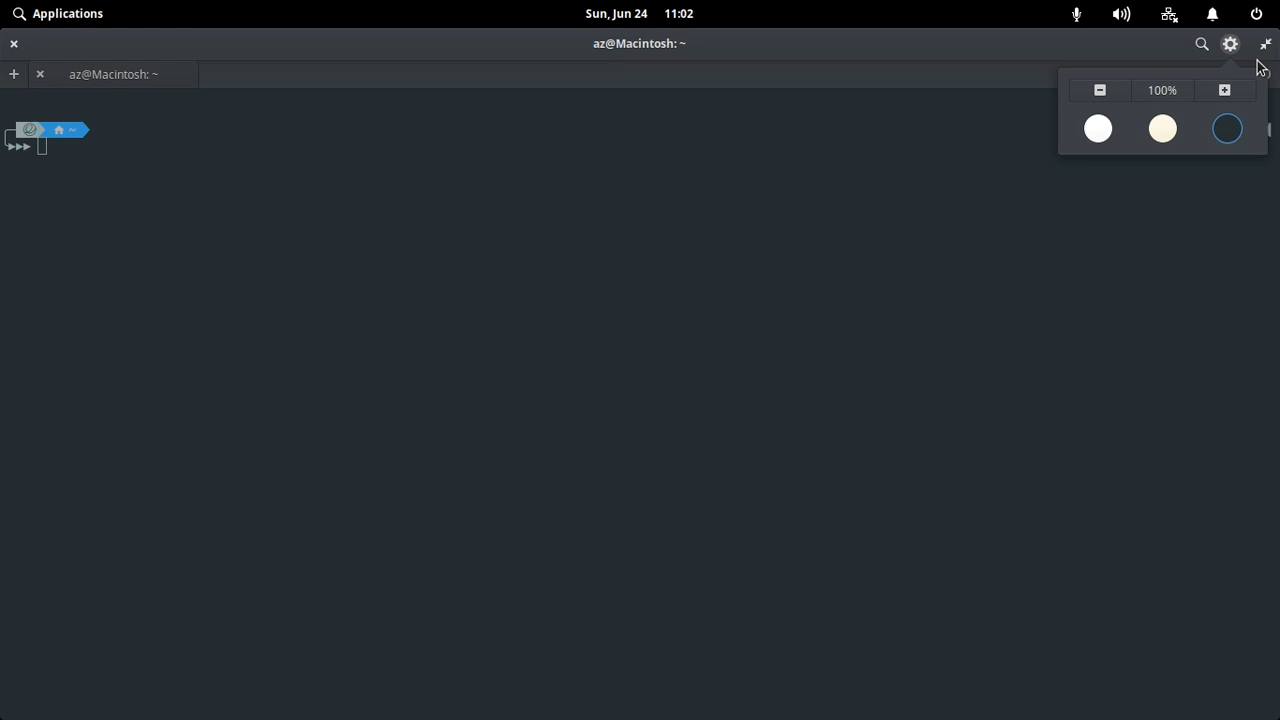 Applications
Sun, Jun 24 11:02
az@Macintosh: ~
az@Macintosh: ~
100%
~